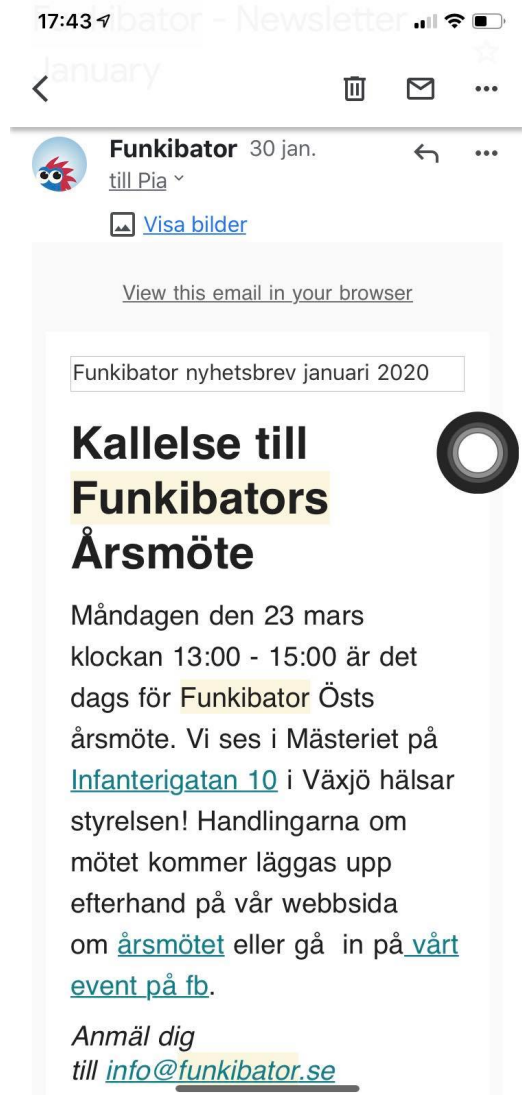 17:43
Funkibator - Newsletter
January
Funkibator 30 jan.
till Pia
Visa bilder
View this email in your browser
Funkibator nyhetsbrev januari 2020
Kallelse till
Funkibators
Årsmöte
Måndagen den 23 mars
klockan 13:00 - 15:00 är det
dags för Funkibator Östs
årsmöte. Vi ses i Mästeriet på
Infanterigatan 10 i Växjö hälsar
styrelsen! Handlingarna om
mötet kommer läggas upp
efterhand på vår webbsida
om årsmötet eller gå  in på vårt
event på fb.
Anmäl dig
till info@funkibator.se